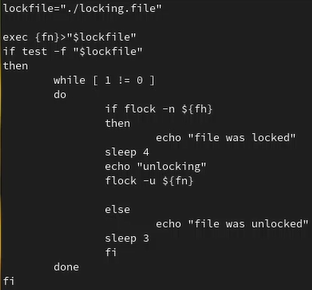 lockfile="./locking.file"
exec {fn}>"$lockfile"
if test -f "$lockfile"
then
while [ 1 != 0 ]
do
if flock -n ${fh}
then
echo "file was locked"
sleep 4
echo "unlocking"
flock -u ${fn}
else
echo "file was unlocked"
sleep 3
fi
done
fi